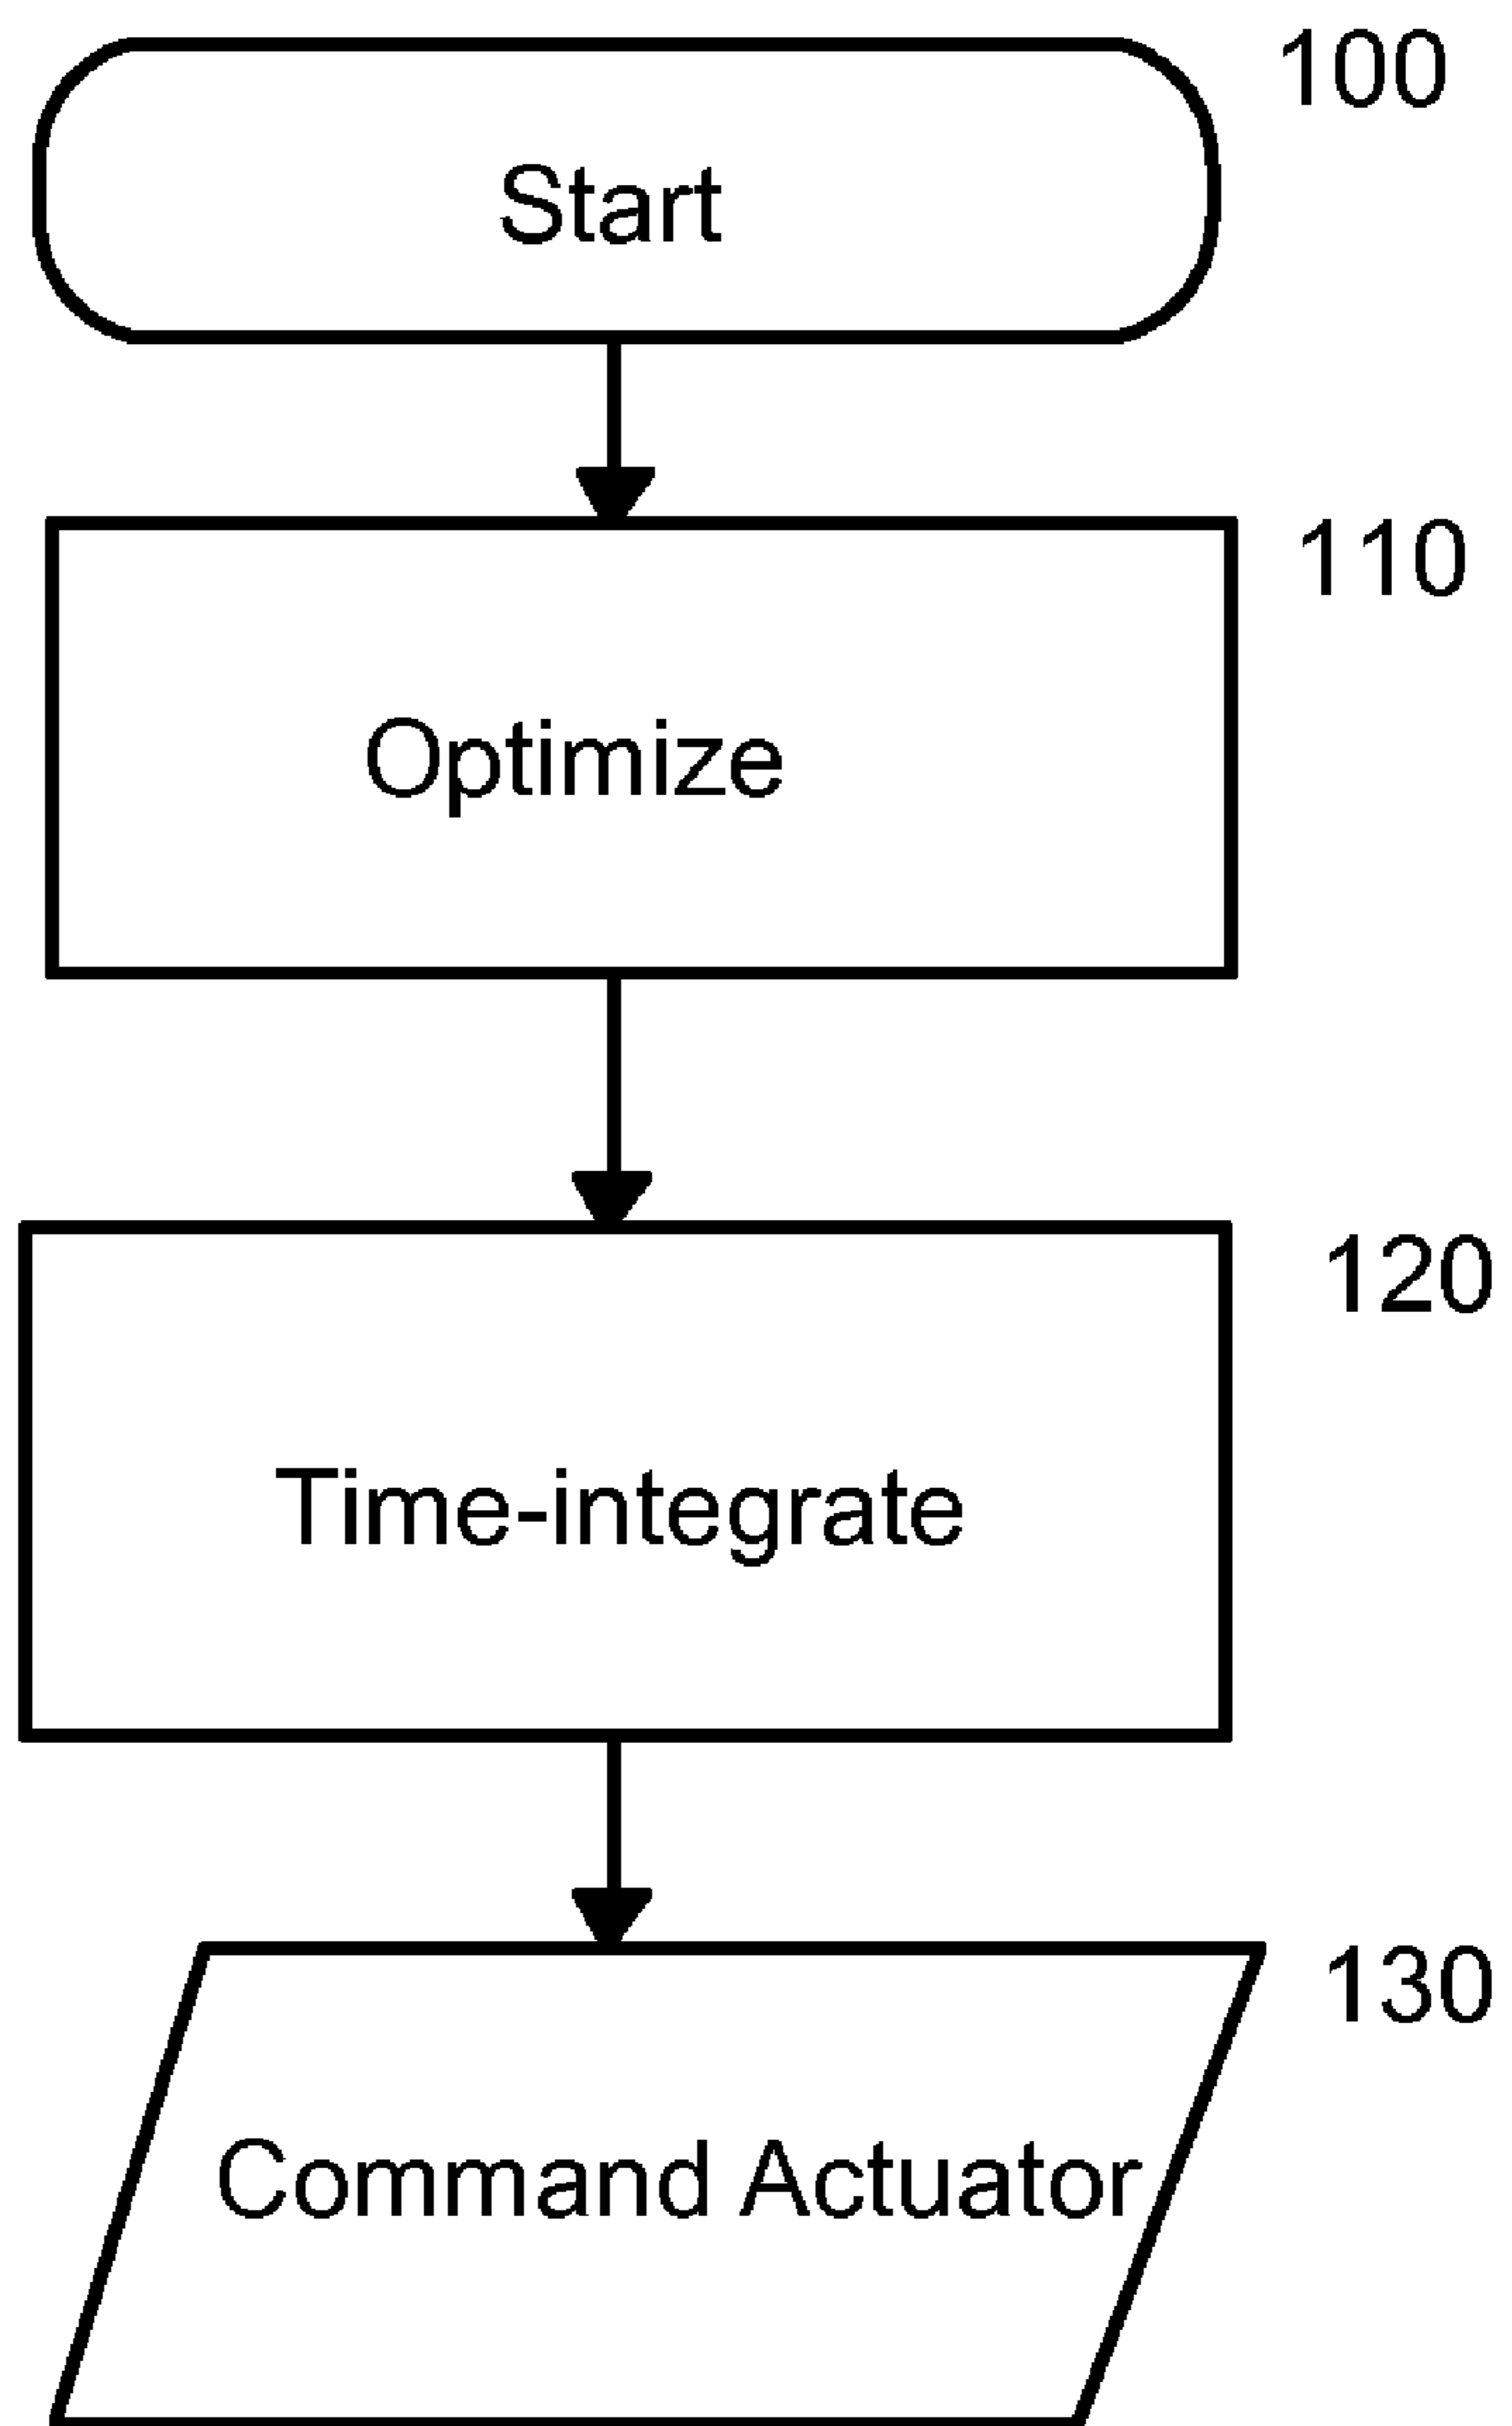 100
Start
110
Optimize
120
Time-integrate
130
Command Actuator